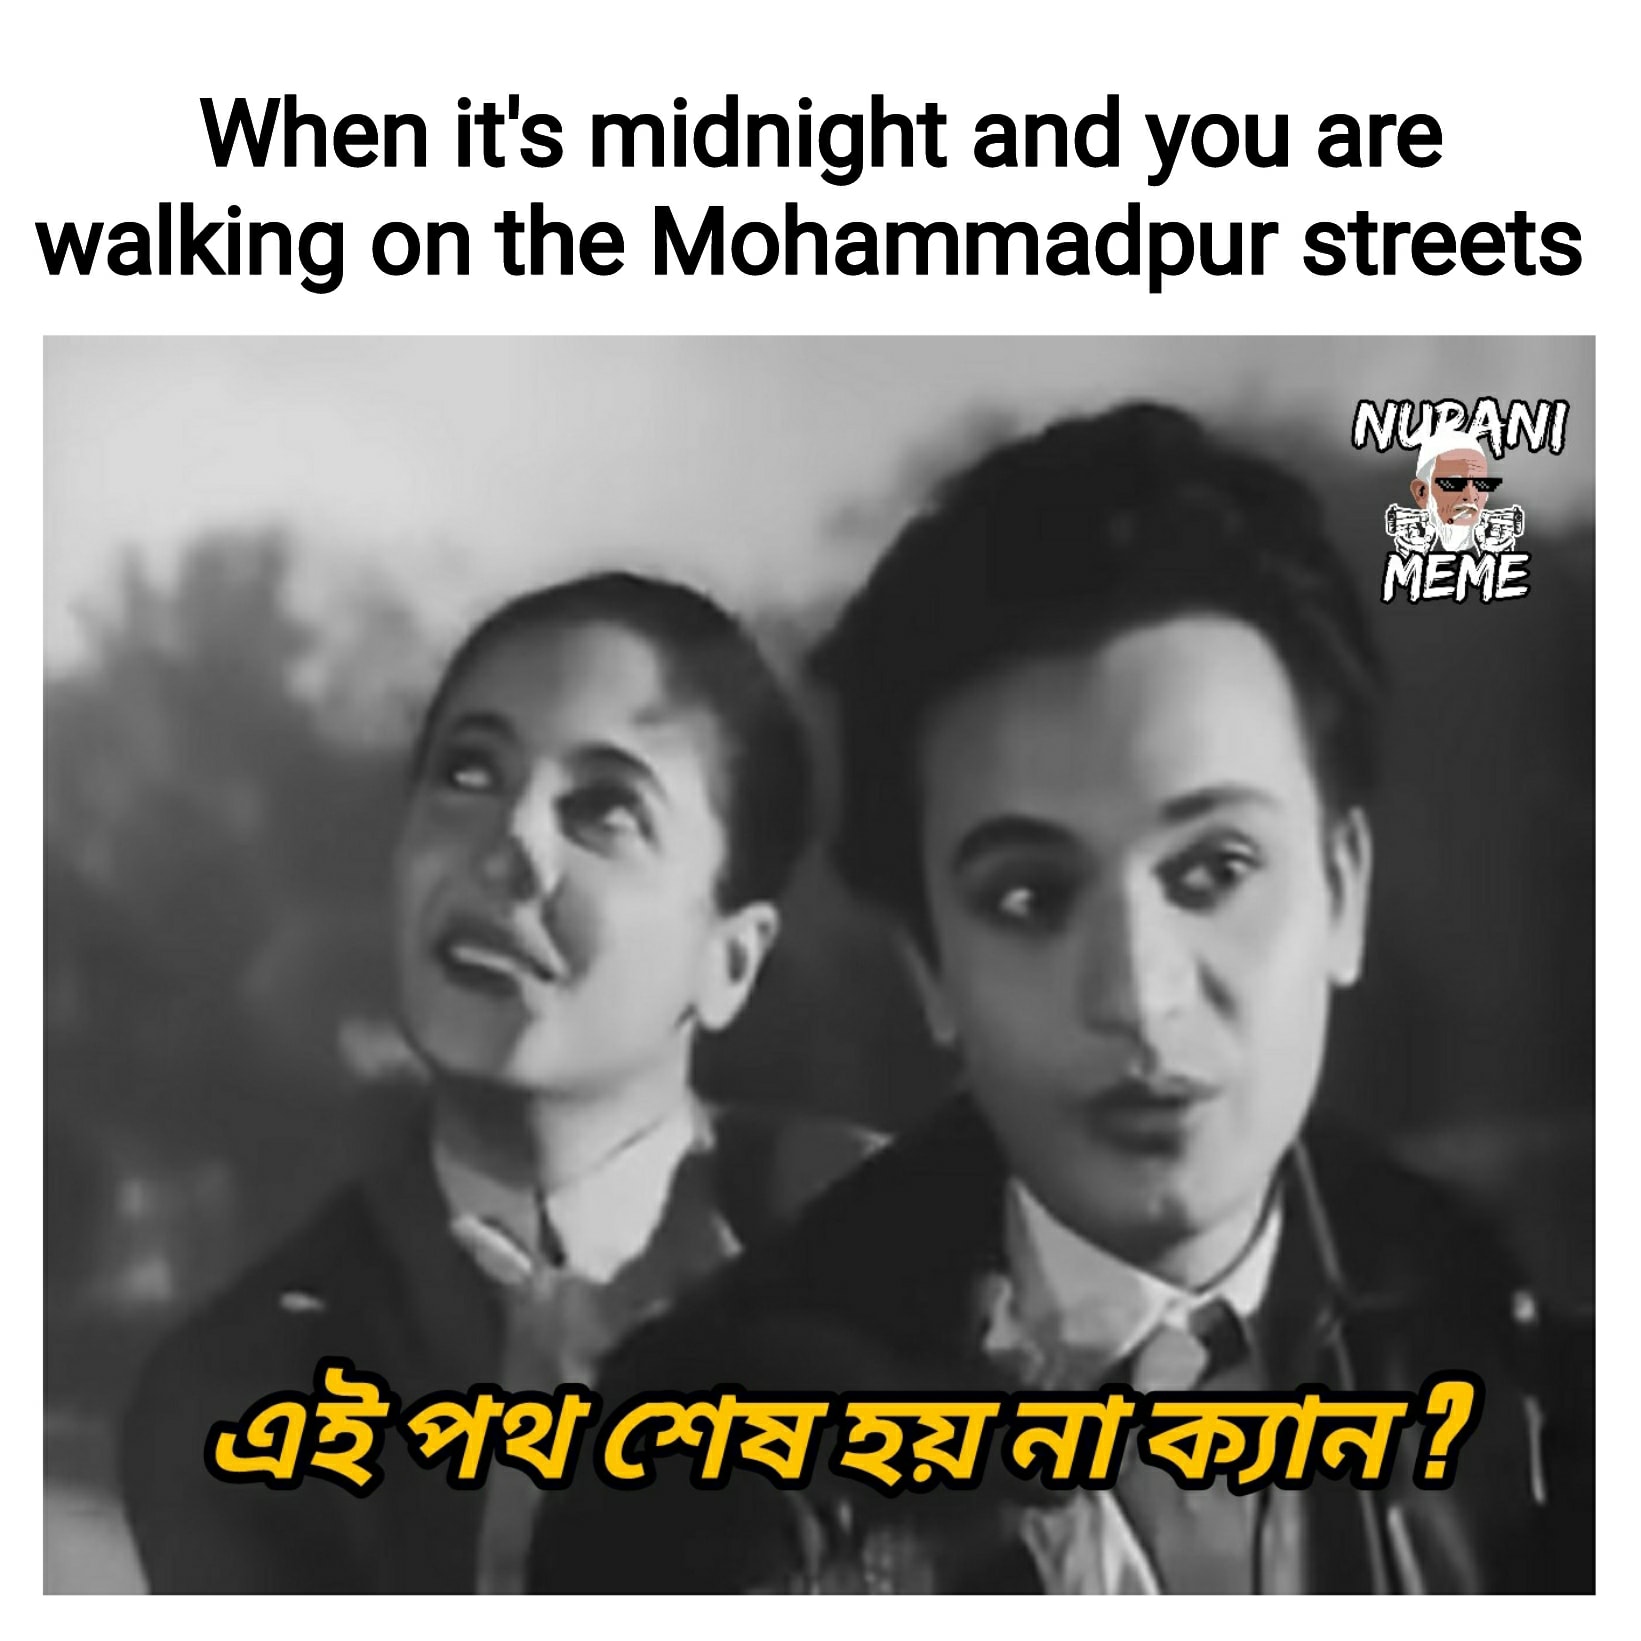 When it's midnight and you are
walking on the Mohammadpur streets
NURANI
MEME
এই পথ শেষ হয় না ক্যান ?